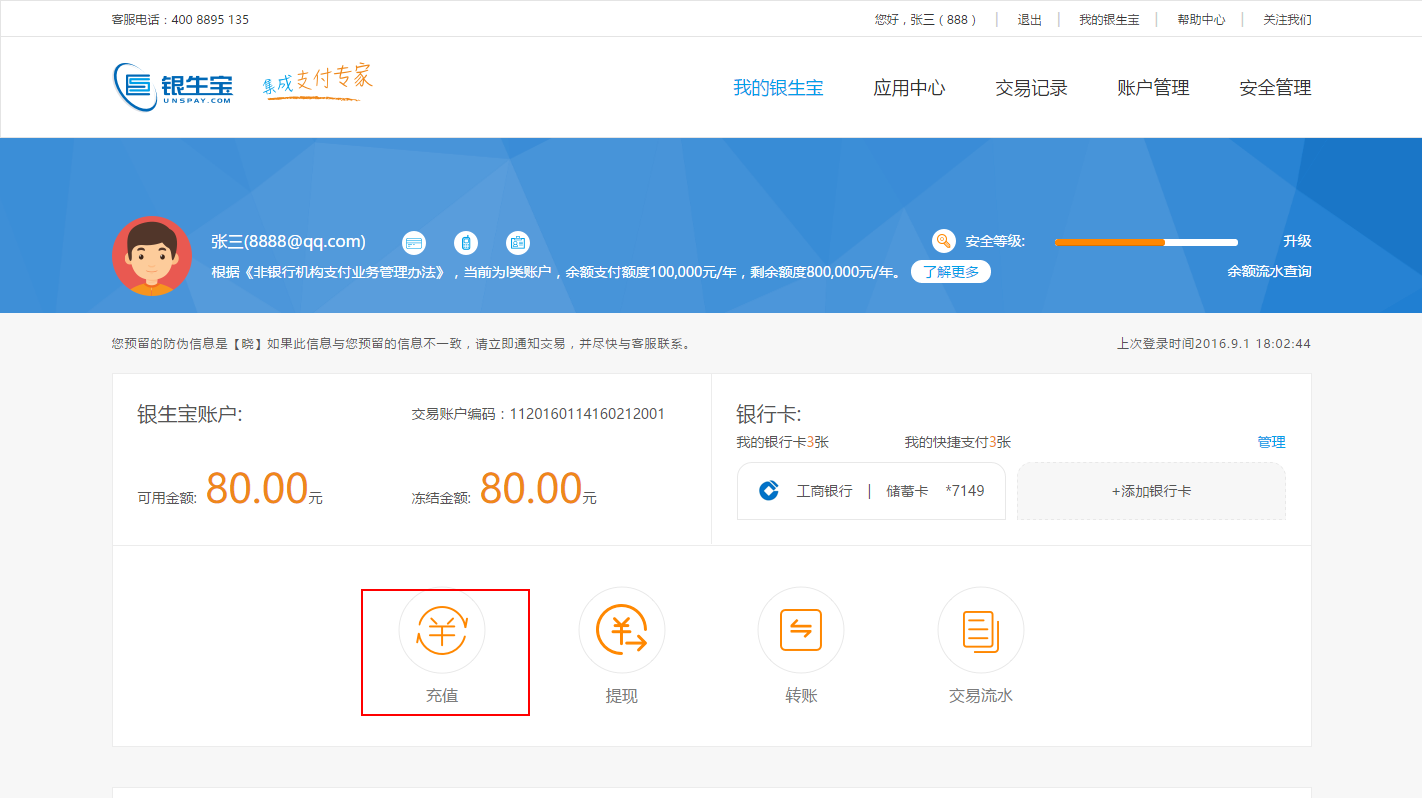 客服电话：400 8895 135
您好，张三（888 ） | 退出 | 我的银生宝 | 帮助中心 | 关注我们
银生宝
UNSPAY.COM
集成支付专家
我的银生宝 应用中心 交易记录 账户管理 安全管理
张三(8888@qq.com)
安全等级: 升级
根据《非银行机构支付业务管理办法》，当前为I类账户，余额支付额度100,000元/年，剩余额度800,000元/年。 了解更多
余额流水查询
您预留的防伪信息是【晓】如果此信息与您预留的信息不一致，请立即通知交易，并尽快与客服联系。
上次登录时间2016.9.1 18:02:44
银生宝账户:
交易账户编码：1120160114160212001
可用金额: 80.00元
冻结金额: 80.00元
银行卡:
我的银行卡3张 我的快捷支付3张 管理
工商银行 | 储蓄卡 *7149
+添加银行卡
充值 提现 转账 交易流水